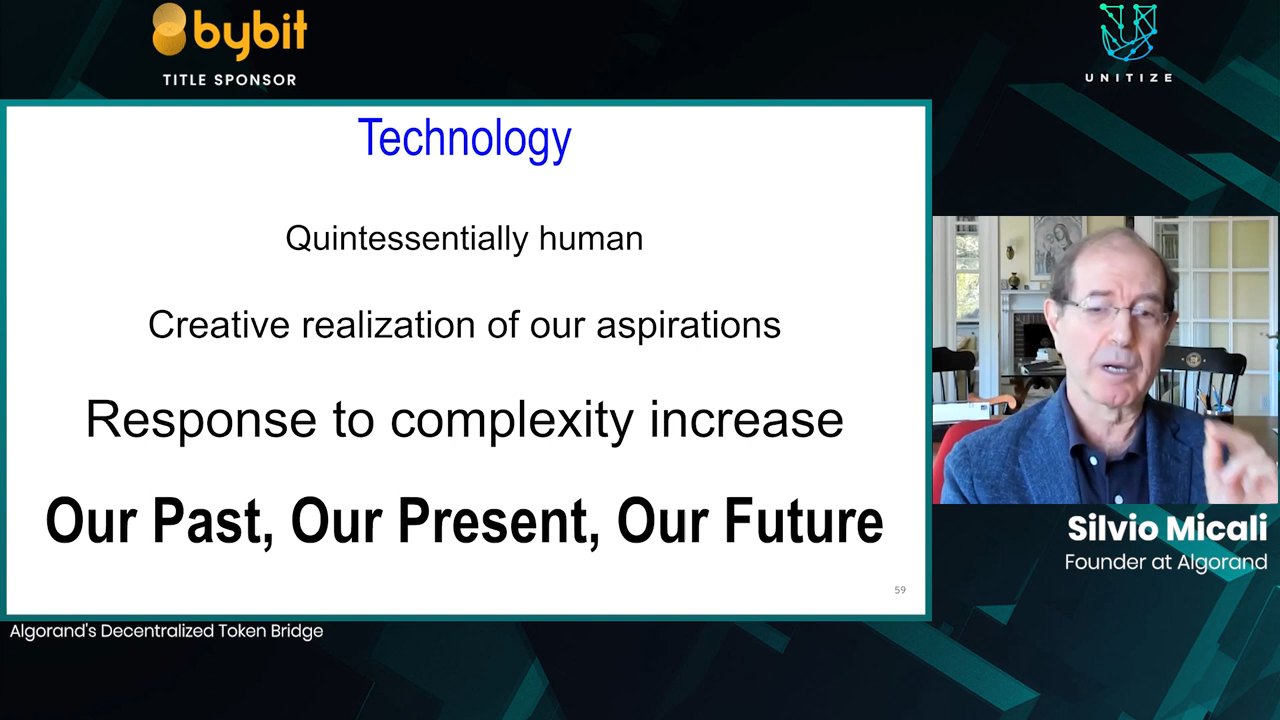 bybit
TITLE SPONSOR
UNITIZE
Technology
Quintessentially human
Creative realization of our aspirations
Response to complexity increase
Our Past, Our Present, Our Future
59
Silvio Micali
Founder at Algorand
Algorand's Decentralized Token Bridge